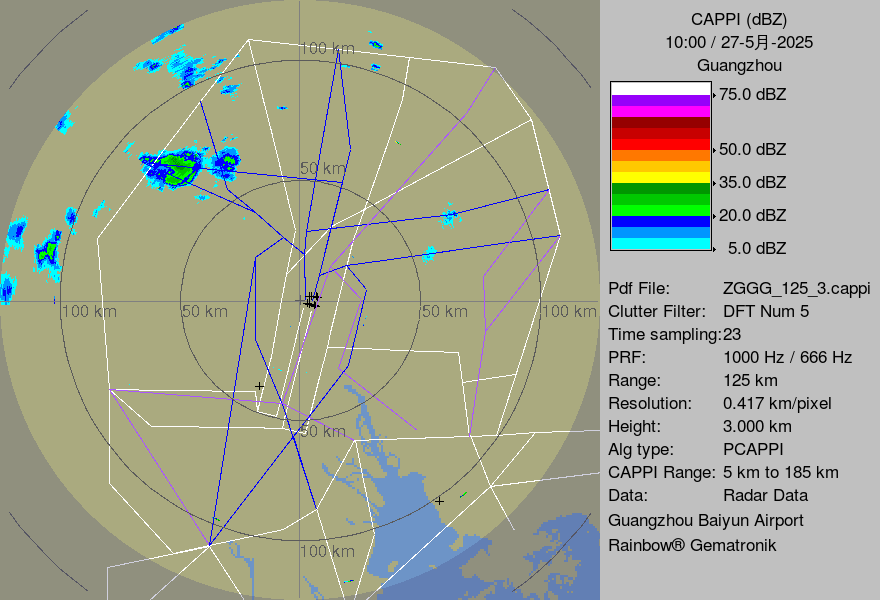 CAPPI (dBZ)
10:00 / 27-5月-2025
Guangzhou
75.0 dBZ
50.0 dBZ
35.0 dBZ
20.0 dBZ
5.0 dBZ
Pdf File: ZGGG_125_3.cappi
Clutter Filter: DFT Num 5
Time sampling:23
PRF: 1000 Hz / 666 Hz
Range: 125 km
Resolution: 0.417 km/pixel
Height: 3.000 km
Alg type: PCAPPI
CAPPI Range: 5 km to 185 km
Data: Radar Data
Guangzhou Baiyun Airport
Rainbow® Gematronik
100 km
50 km
100 km 50 km 50 km 100 km
50 km
100 km